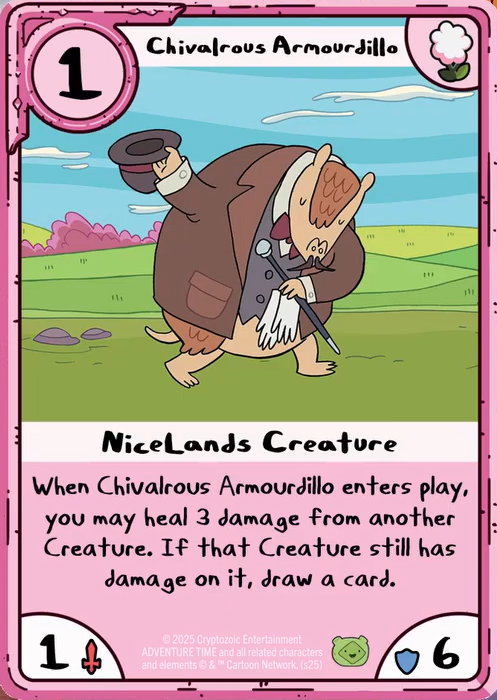 1
Chivalrous Armourdillo
NiceLands Creature
When Chivalrous Armourdillo enters play,
you may heal 3 damage from another
Creature. If that Creature still has
damage on it, draw a card.
© 2025 Cryptozoic Entertainment
ADVENTURE TIME and all related characters
and elements © & ™ Cartoon Network. (s25)
1
6